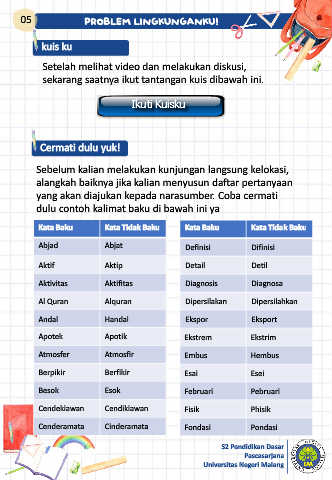 05
PROBLEM LINGKUNGANKU!
kuis ku
Setelah melihat video dan melakukan diskusi,
sekarang saatnya ikut tantangan kuis dibawah ini.
Ikuti Kuisku
Cermati dulu yuk!
Sebelum kalian melakukan kunjungan langsung kelokasi,
alangkah baiknya jika kalian menyusun daftar pertanyaan
yang akan diajukan kepada narasumber. Coba cermati
dulu contoh kalimat baku di bawah ini ya
Kata Baku Kata Tidak Baku
Abjad Abjat
Aktif Aktip
Aktivitas Aktifitas
Al Quran Alquran
Andal Handal
Apotek Apotik
Atmosfer Atmosfir
Berpikir Berfikir
Besok Esok
Cendekiawan Cendikiawan
Cenderamata Cinderamata
Kata Baku Kata Tidak Baku
Definisi Difinisi
Detail Detil
Diagnosis Diagnosa
Dipersilakan Dipersilahkan
Ekspor Eksport
Ekstrem Ekstrim
Embus Hembus
Esai Esei
Februari Pebruari
Fisik Phisik
Fondasi Pondasi
S2 Pendidikan Dasar
Pascasarjana
Universitas Negeri Malang